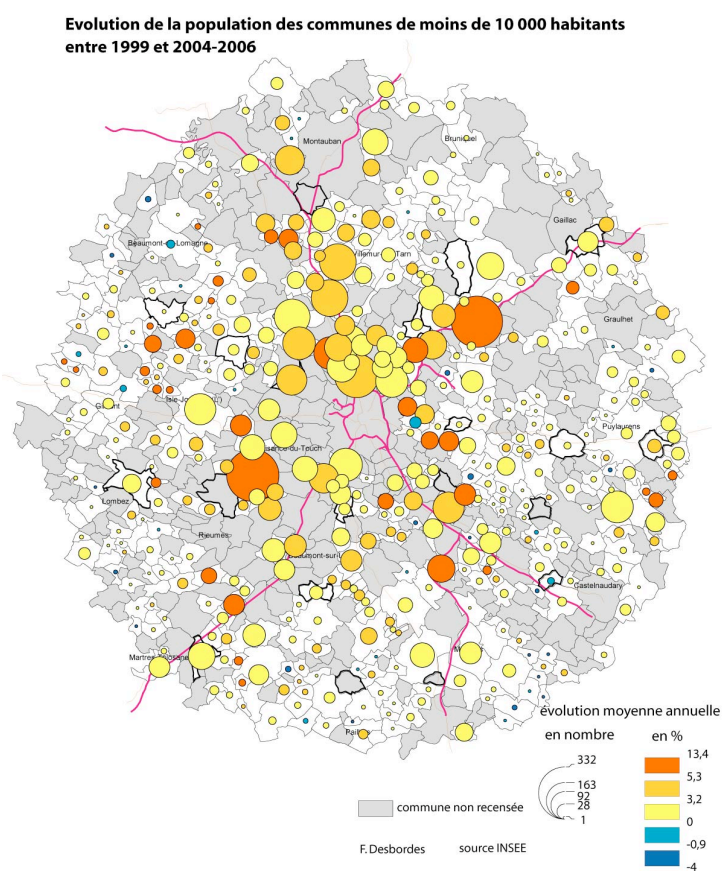 Evolution de la population des communes de moins de 10 000 habitants
entre 1999 et 2004-2006
Montauban
Bruniquel
Gaillac
Beaumont-de-Lomagne
Villemur Tarn
Graulhet
Puylaurens
Lombez
Rieumes
Castelnaudary
Martres
évolution moyenne annuelle
en nombre
en %
332
163
92
28
1
13,4
5,3
3,2
0
-0,9
-4
commune non recensée
F. Desbordes
source INSEE